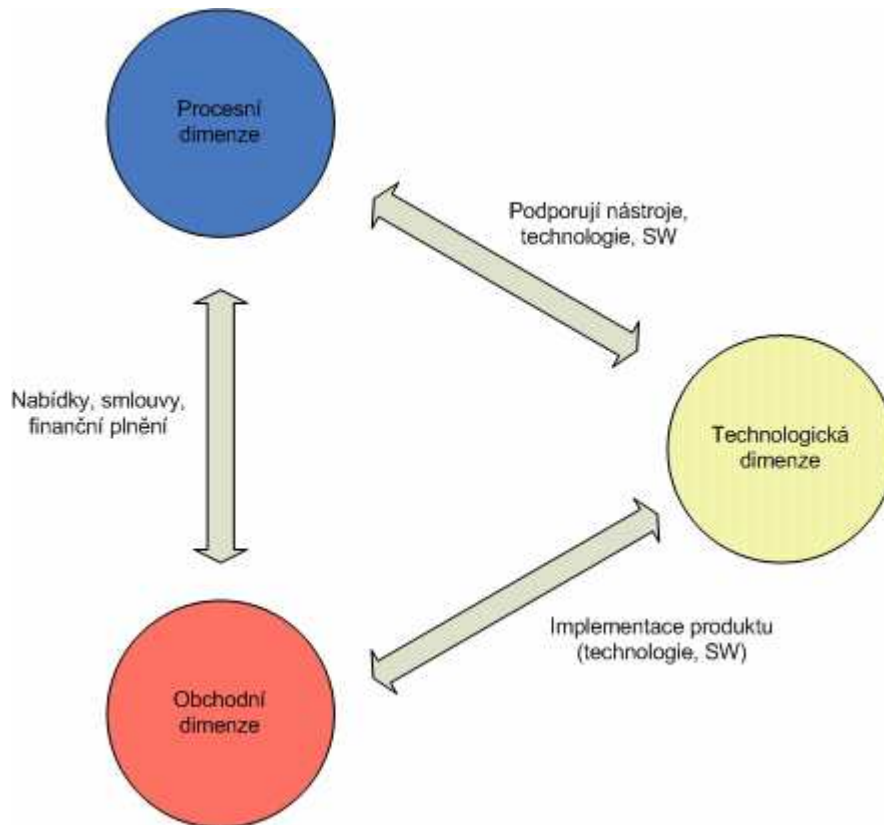 Procesní
dimenze
Podporují nástroje,
technologie, SW
Nabídky, smlouvy,
finanční plnění
Technologická
dimenze
Implementace produktu
(technologie, SW)
Obchodní
dimenze